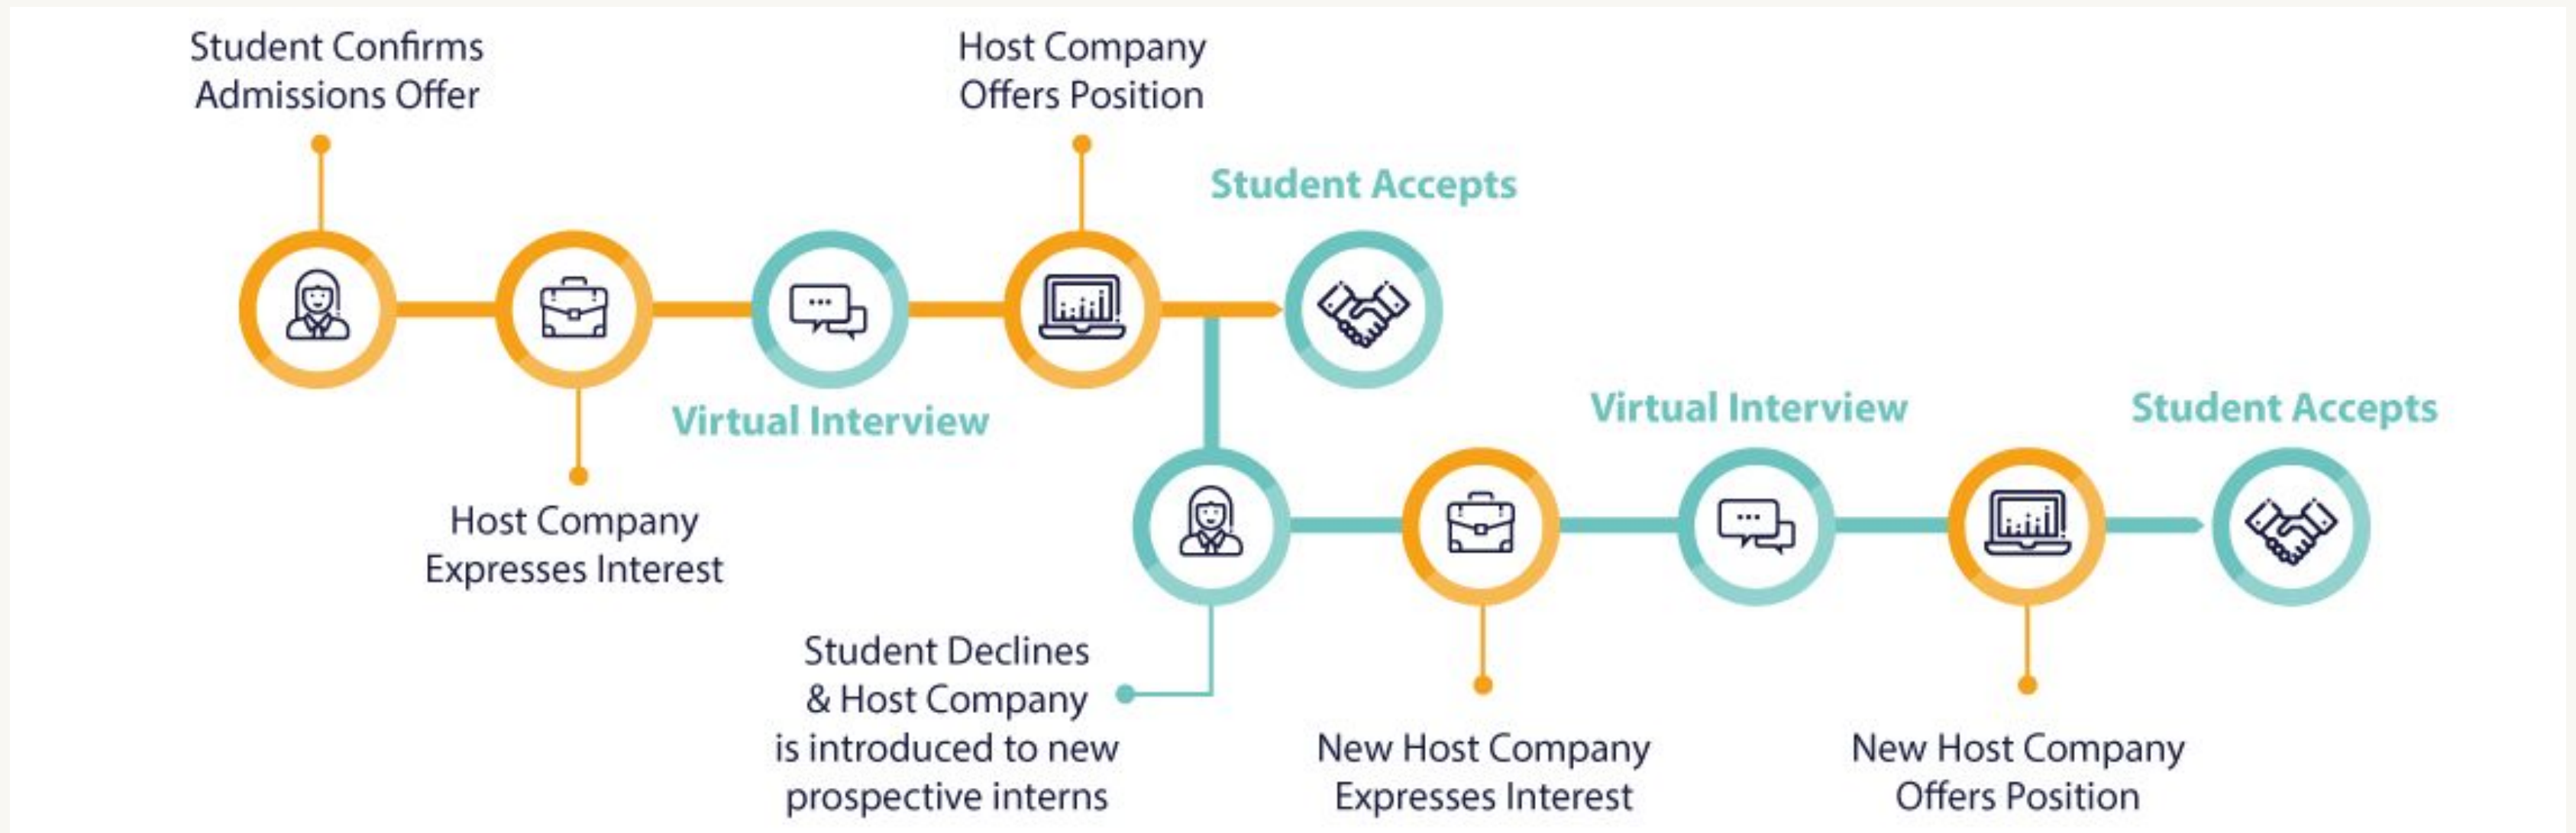 Student Confirms
Admissions Offer
Host Company
Offers Position
Student Accepts
Virtual Interview
Host Company
Expresses Interest
Virtual Interview
Student Accepts
Student Declines
& Host Company
is introduced to new
prospective interns
New Host Company
Expresses Interest
New Host Company
Offers Position